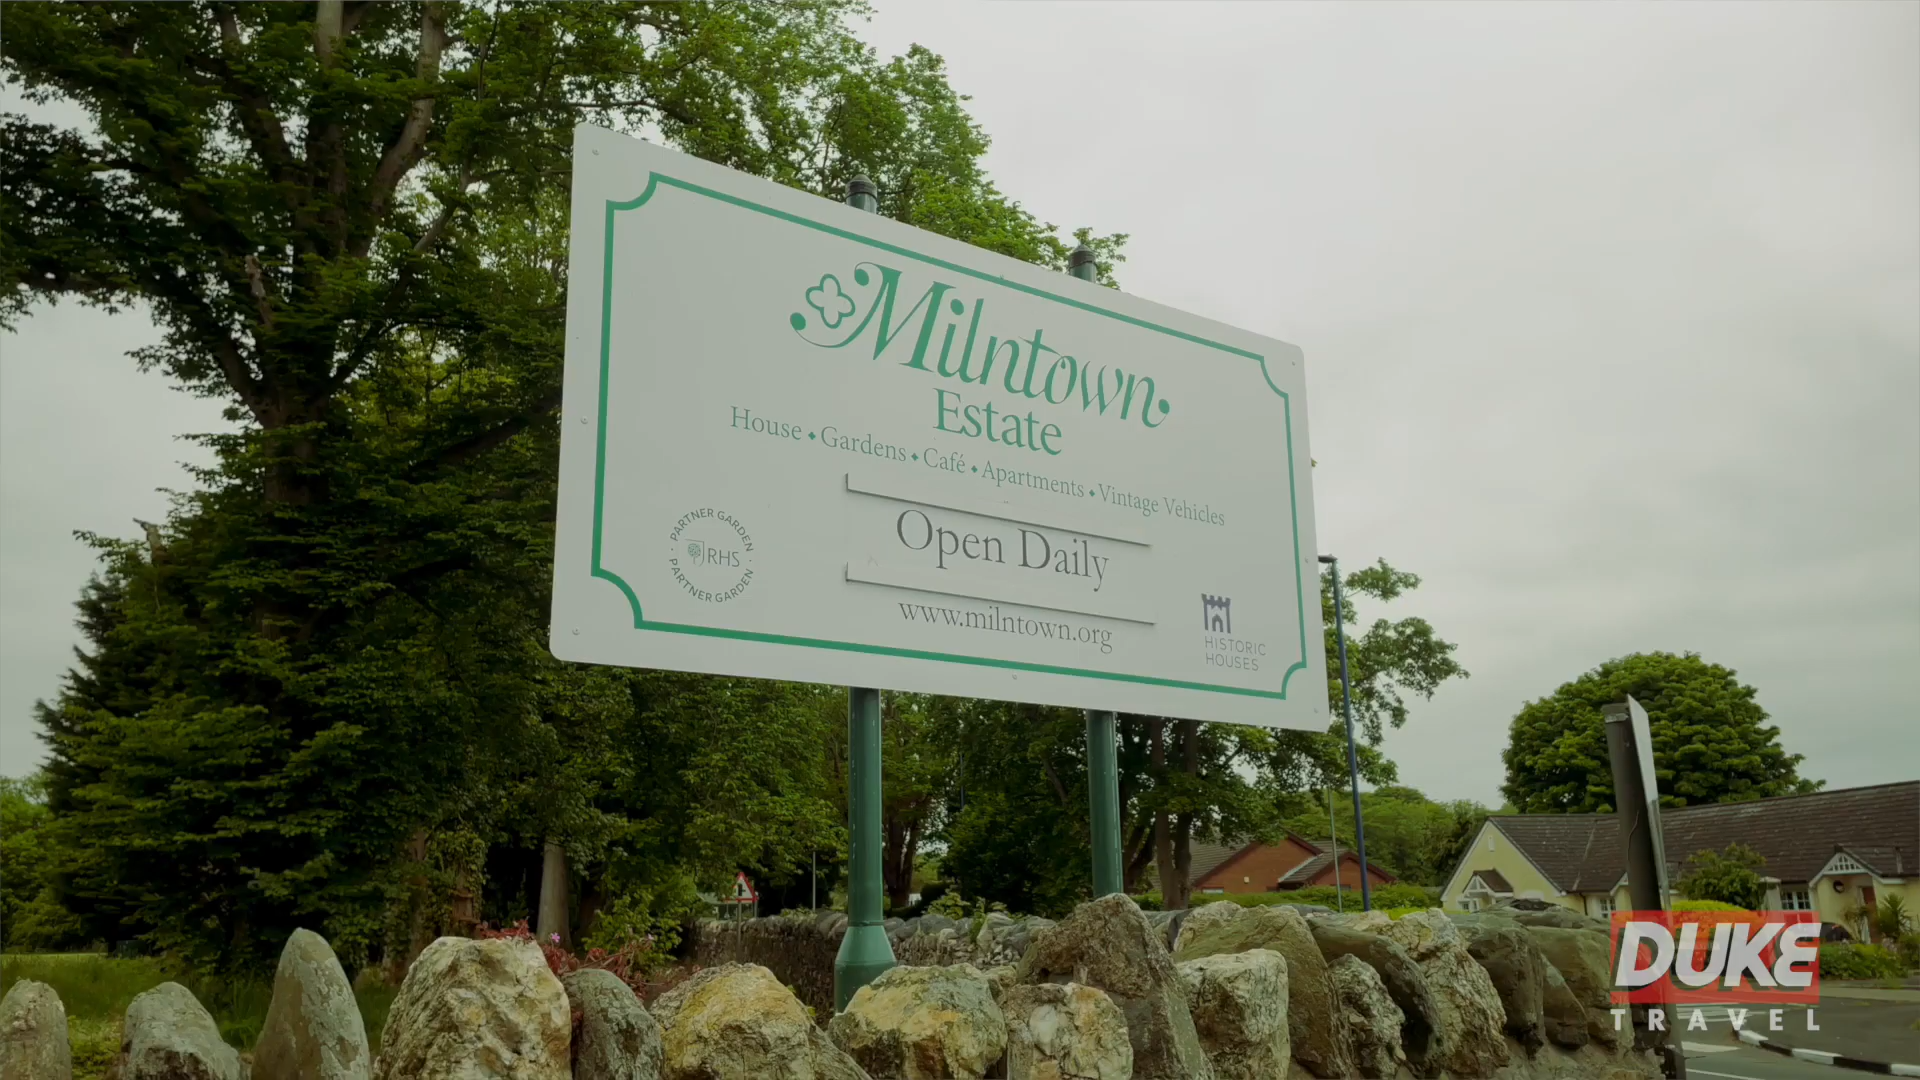 Milntown
Estate
House • Gardens • Café • Apartments • Vintage Vehicles
Open Daily
www.milntown.org
PARTNER GARDEN
RHS
PARTNER GARDEN
HISTORIC
HOUSES
DUKE
TRAVEL